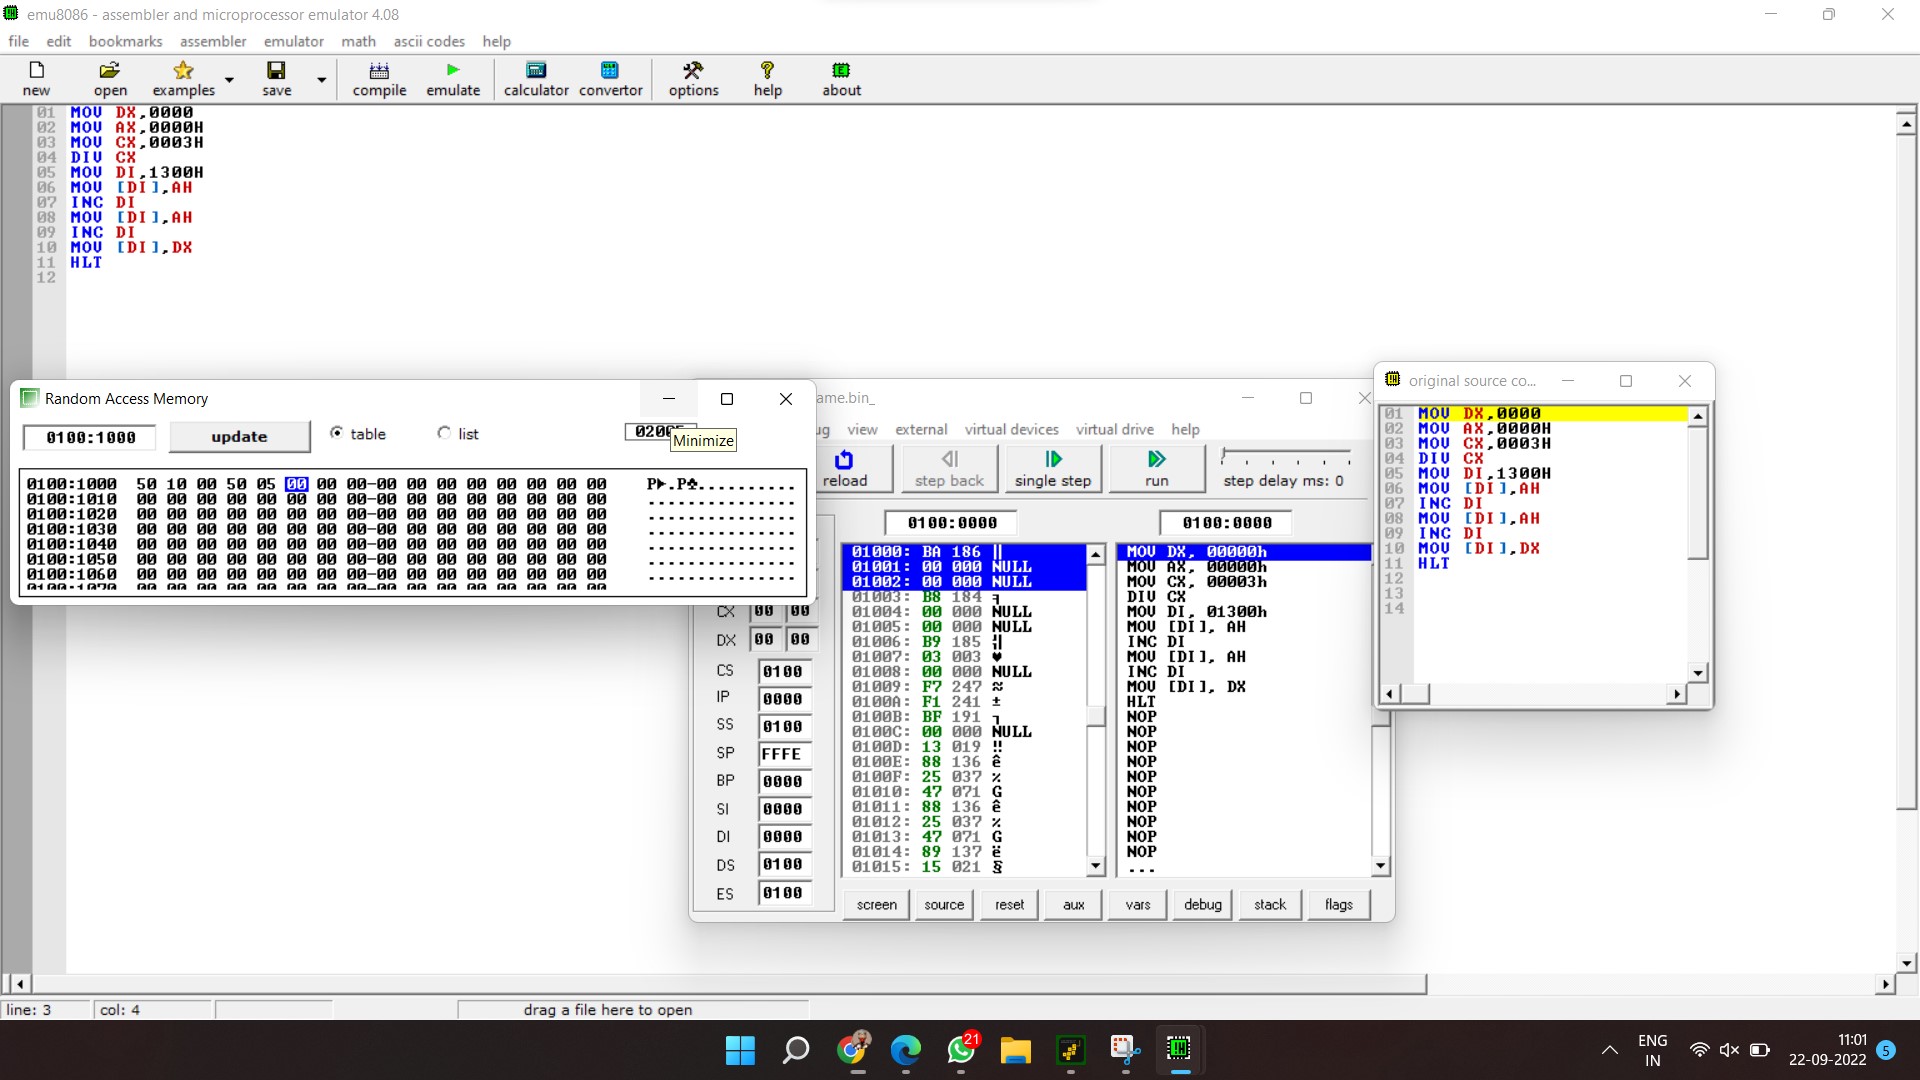 emu8086 - assembler and microprocessor emulator 4.08
file edit bookmarks assembler emulator math ascii codes help
new open examples save compile emulate calculator convertor options help about
01 MOV DX,0000
02 MOV AX,0000H
03 MOV CX,0003H
04 DIV CX
05 MOV DI,1300H
06 MOV [DI],AH
07 INC DI
08 MOV [DI],AH
09 INC DI
10 MOV [DI],DX
11 HLT
12
Random Access Memory
0100:1000 update table list
Minimize
0100:1000 50 10 00 50 05 00 00 00-00 00 00 00 00 00 00 00 P►.P♣...........
0100:1010 00 00 00 00 00 00 00 00-00 00 00 00 00 00 00 00 ................
0100:1020 00 00 00 00 00 00 00 00-00 00 00 00 00 00 00 00 ................
0100:1030 00 00 00 00 00 00 00 00-00 00 00 00 00 00 00 00 ................
0100:1040 00 00 00 00 00 00 00 00-00 00 00 00 00 00 00 00 ................
0100:1050 00 00 00 00 00 00 00 00-00 00 00 00 00 00 00 00 ................
0100:1060 00 00 00 00 00 00 00 00-00 00 00 00 00 00 00 00 ................
ame.bin_
ug view external virtual devices virtual drive help
reload step back single step run step delay ms: 0
0100:0000 0100:0000
CX 00 00
DX 00 00
CS 0100
IP 0000
SS 0100
SP FFFE
BP 0000
SI 0000
DI 0000
DS 0100
ES 0100
01000: BA 186 ║
01001: 00 000 NULL
01002: 00 000 NULL
01003: B8 184 ╕
01004: 00 000 NULL
01005: 00 000 NULL
01006: B9 185 ╣
01007: 03 003 ♥
01008: 00 000 NULL
01009: F7 247 ≈
0100A: F1 241 ±
0100B: BF 191 ┐
0100C: 00 000 NULL
0100D: 13 019 ‼
0100E: 88 136 ê
0100F: 25 037 %
01010: 47 071 G
01011: 88 136 ê
01012: 25 037 %
01013: 47 071 G
01014: 89 137 ë
01015: 15 021 §
MOV DX, 00000h
MOV AX, 00000h
MOV CX, 00003h
DIV CX
MOV DI, 01300h
MOV [DI], AH
INC DI
MOV [DI], AH
INC DI
MOV [DI], DX
HLT
NOP
NOP
NOP
NOP
NOP
NOP
NOP
NOP
NOP
NOP
...
screen source reset aux vars debug stack flags
original source co...
01 MOV DX,0000
02 MOV AX,0000H
03 MOV CX,0003H
04 DIV CX
05 MOV DI,1300H
06 MOV [DI],AH
07 INC DI
08 MOV [DI],AH
09 INC DI
10 MOV [DI],DX
11 HLT
12
13
14
line: 3 col: 4 drag a file here to open
21
ENG
IN
11:01
22-09-2022
5